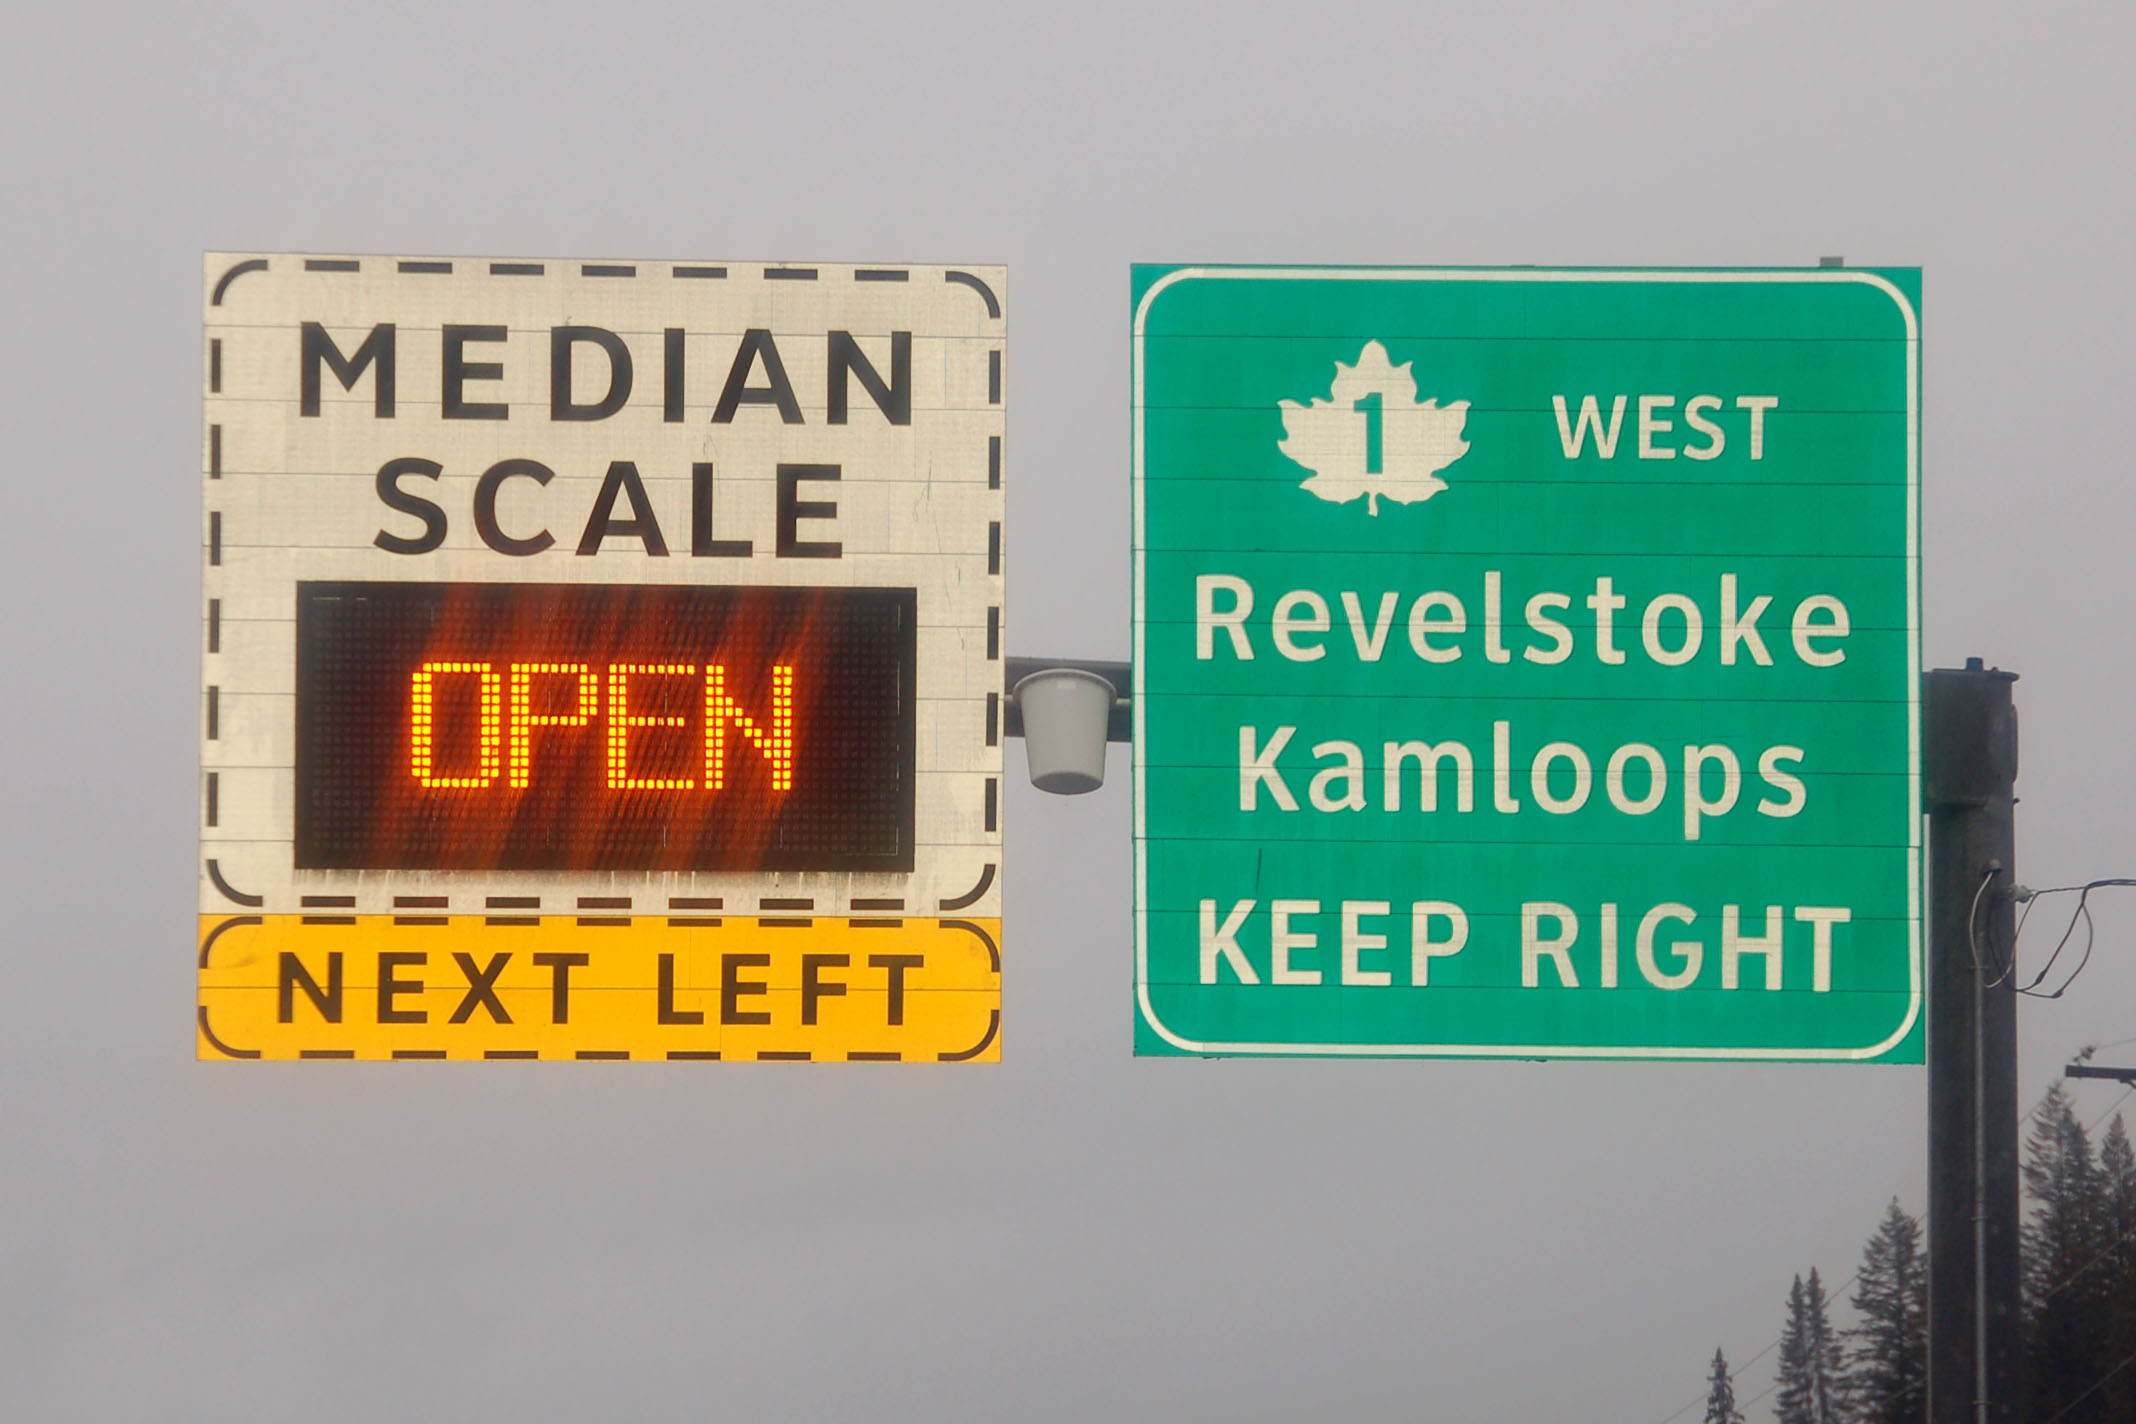 MEDIAN
SCALE
OPEN
NEXT LEFT
1 WEST
Revelstoke
Kamloops
KEEP RIGHT